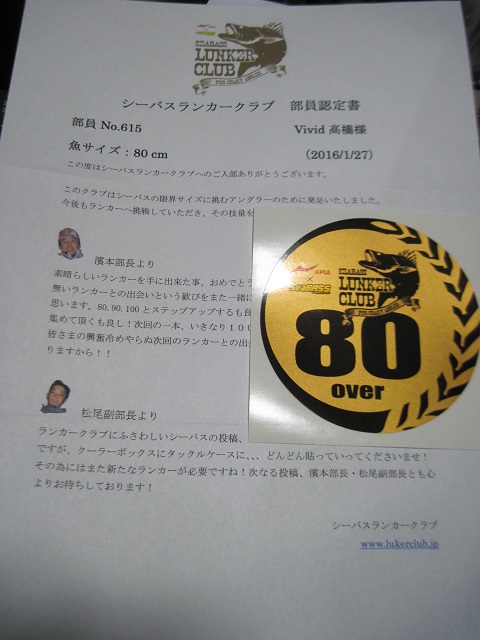 SEABASS
LUNKER
CLUB
FOR CRAZY ANGLER
シーバスランカークラブ　部員認定書
部員 No.615
Vivid 高橋様
魚サイズ：80 cm
（2016/1/27）
この度はシーバスランカークラブへのご入部ありがとうございます。
このクラブはシーバスの限界サイズに挑むアングラーのために発足いたしました。
今後もランカーへ挑戦していただき、その技量を
濱本部長より
素晴らしいランカーを手に出来た事、おめでとう
無いランカーとの出会いという歓びをまた一緒に
思います。80,90,100 とステップアップするも良
集めて頂くも良し！次回の一本、いきなり１０
皆さまの興奮冷めやらぬ次回のランカーとの出
りますから！！
APIA
×
SeaBASS
SEABASS
LUNKER
CLUB
FOR CRAZY ANGLER
80
over
松尾副部長より
ランカークラブにふさわしいシーバスの投稿、
ですが、クーラーボックスにタックルケースに、、、どんどん貼っていってくださいませ！
その為にはまた新たなランカーが必要ですね！次なる投稿、濱本部長・松尾副部長とも心
よりお待ちしております！
シーバスランカークラブ
www.lukerclub.jp